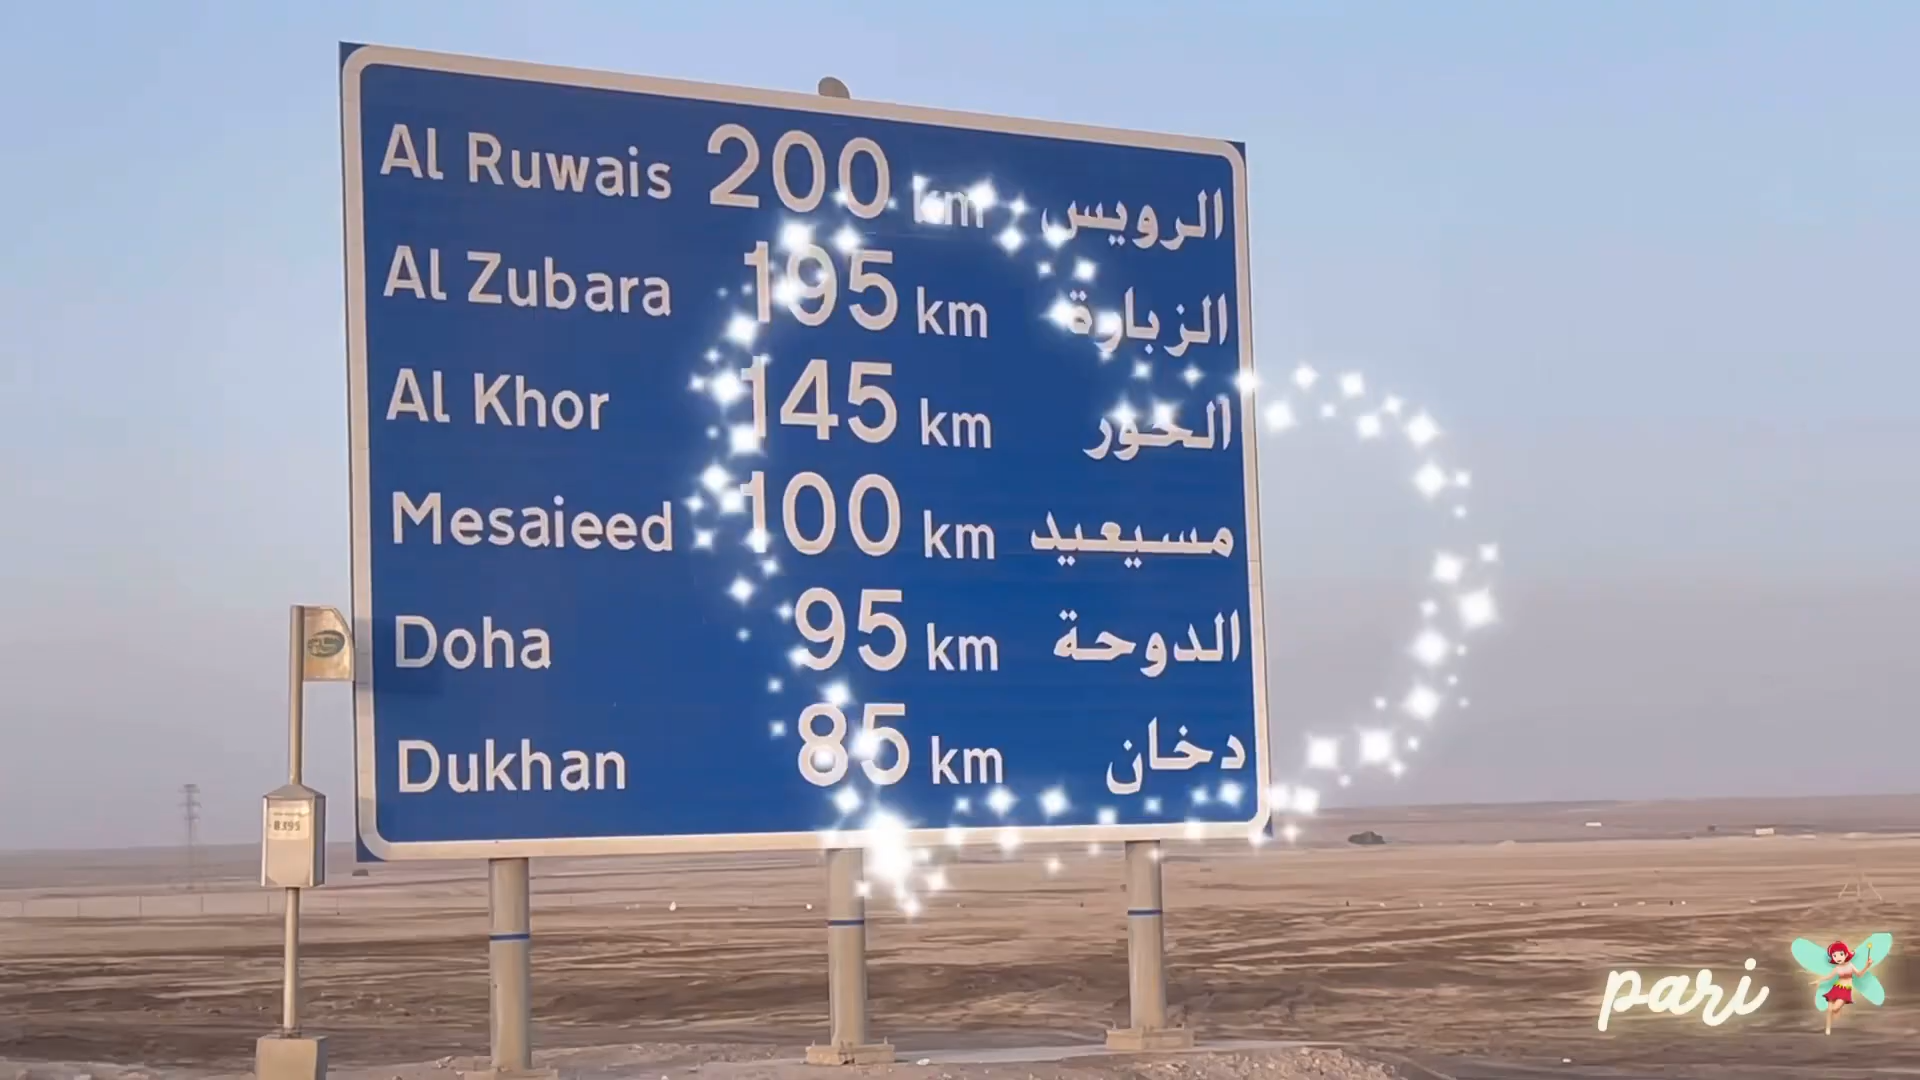 Al Ruwais 200 km الرويس
Al Zubara 195 km الزبارة
Al Khor 145 km الخور
Mesaieed 100 km مسيعيد
Doha 95 km الدوحة
Dukhan 85 km دخان
8395
pari